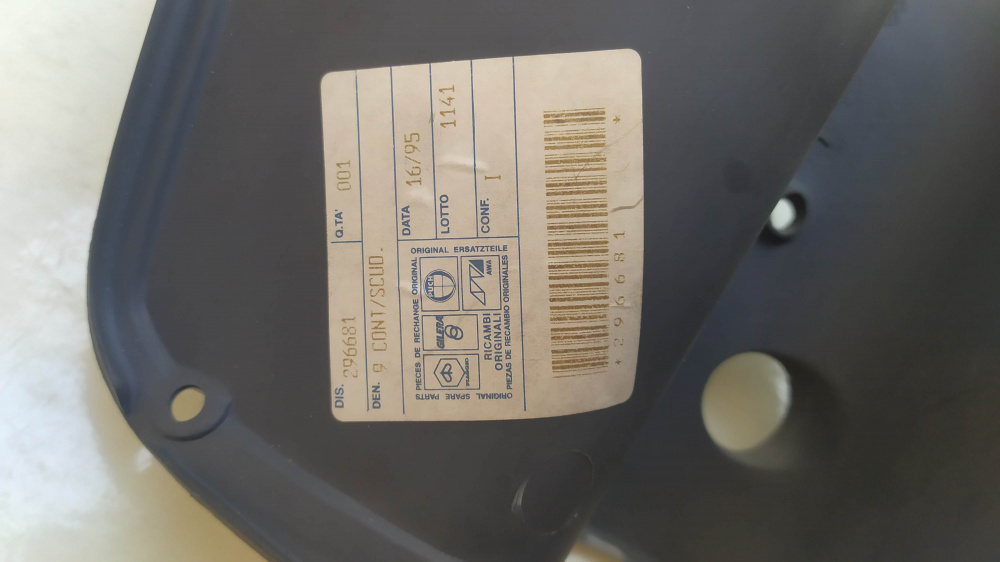 DIS. 296681
Q.TA' 001
DEN. 9 CONT/SCUD.
DATA 16/95
LOTTO 1141
CONF. I
ORIGINAL ERSATZTEILE
PIECES DE RECHANGE ORIGINAL
PUCH
AWA
GILERA
ORIGINAL SPARE PARTS
RICAMBI
ORIGINALI
PIEZAS DE RECAMBIO ORIGINALES
*296681*